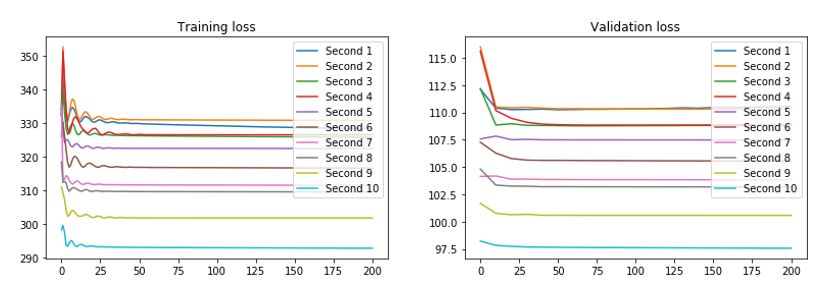 Training loss
350
340
330
320
310
300
290
0
25
50
75
100
125
150
175
200
Second 1
Second 2
Second 3
Second 4
Second 5
Second 6
Second 7
Second 8
Second 9
Second 10
Validation loss
115.0
112.5
110.0
107.5
105.0
102.5
100.0
97.5
0
25
50
75
100
125
150
175
200
Second 1
Second 2
Second 3
Second 4
Second 5
Second 6
Second 7
Second 8
Second 9
Second 10